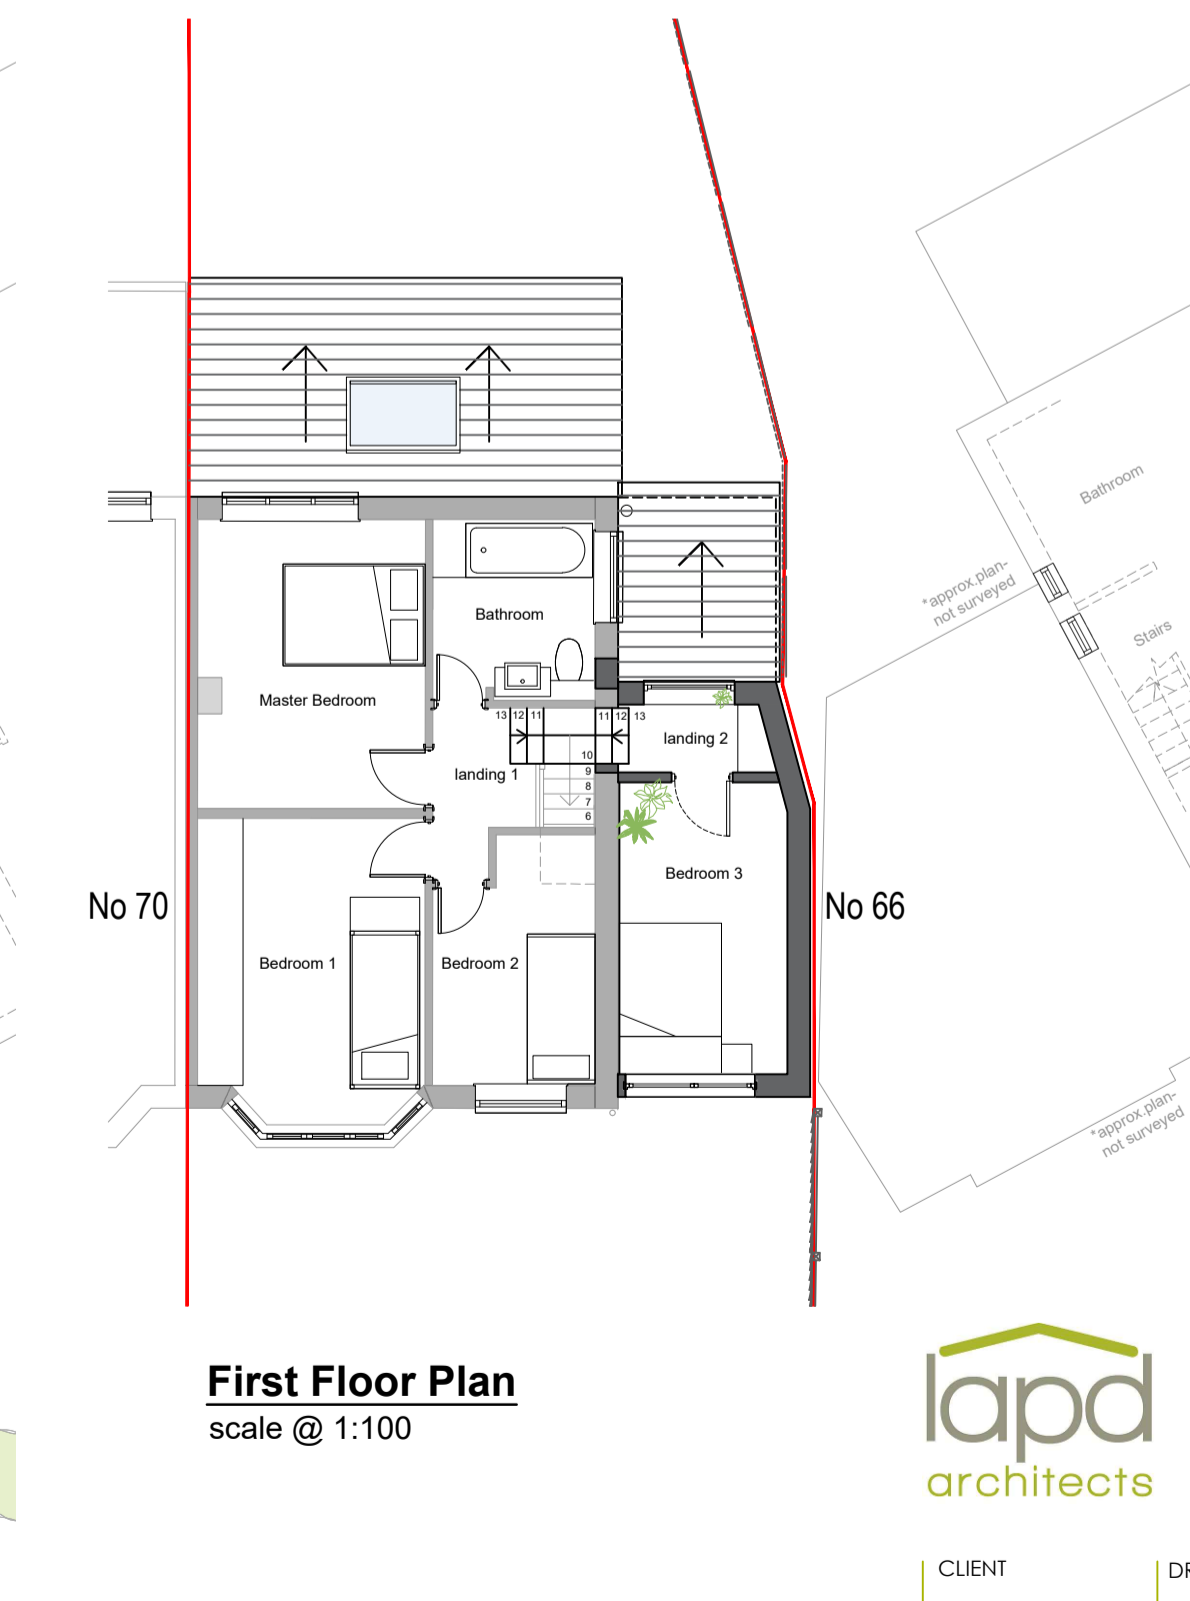 Bathroom
*approx.plan-
not surveyed
Stairs
Bathroom
Master Bedroom
13 12 11
11 12 13
10
9
8
7
6
landing 1
landing 2
Bedroom 3
No 70
No 66
Bedroom 1
Bedroom 2
*approx.plan-
not surveyed
First Floor Plan
scale @ 1:100
lapd
architects
CLIENT
DR